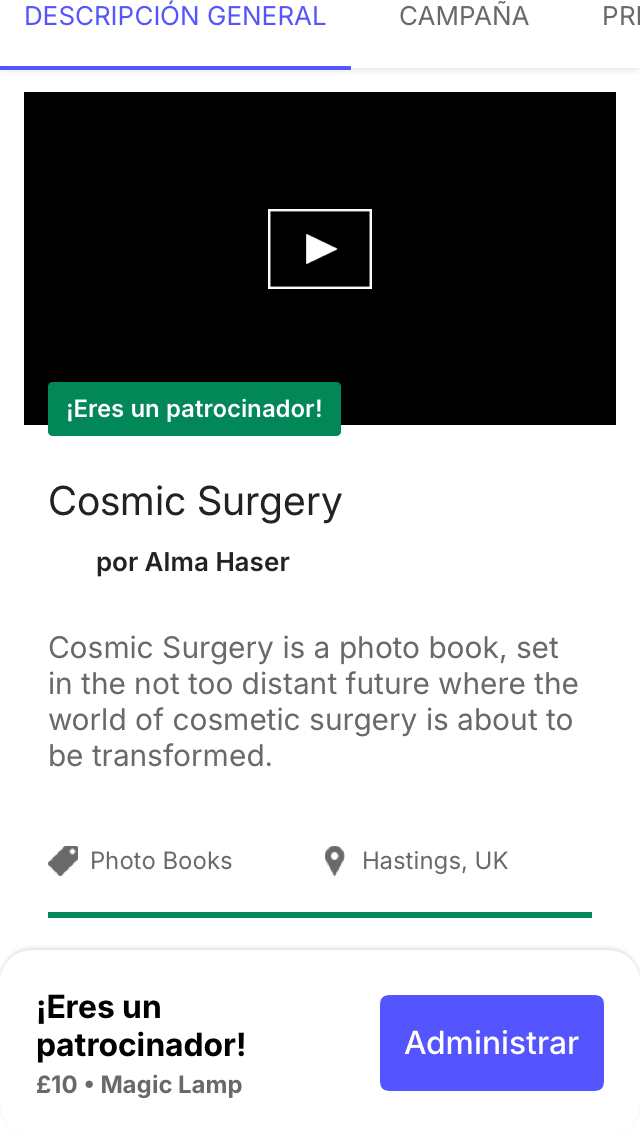 DESCRIPCIÓN GENERAL CAMPAÑA
¡Eres un patrocinador!
Cosmic Surgery
por Alma Haser
Cosmic Surgery is a photo book, set
in the not too distant future where the
world of cosmetic surgery is about to
be transformed.
Photo Books Hastings, UK
¡Eres un
patrocinador!
£10 • Magic Lamp
Administrar